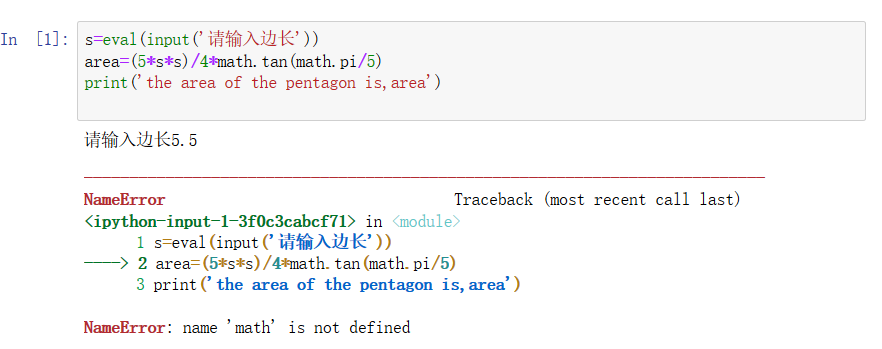 In [1]: s=eval(input('请输入边长'))
area=(5*s*s)/4*math.tan(math.pi/5)
print('the area of the pentagon is,area')
请输入边长5.5
---------------------------------------------------------------------------
NameError Traceback (most recent call last)
<ipython-input-1-3f0c3cabcf71> in <module>
1 s=eval(input('请输入边长'))
----> 2 area=(5*s*s)/4*math.tan(math.pi/5)
3 print('the area of the pentagon is,area')
NameError: name 'math' is not defined